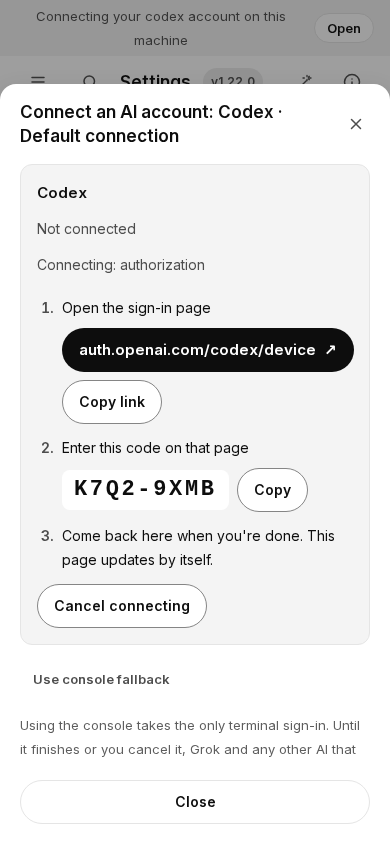 Connecting your codex account on this
machine
Open
Settings v1.22.0
Connect an AI account: Codex ·
Default connection
Codex
Not connected
Connecting: authorization
1. Open the sign-in page
auth.openai.com/codex/device ↗
Copy link
2. Enter this code on that page
K7Q2-9XMB Copy
3. Come back here when you're done. This
page updates by itself.
Cancel connecting
Use console fallback
Using the console takes the only terminal sign-in. Until
it finishes or you cancel it, Grok and any other AI that
Close